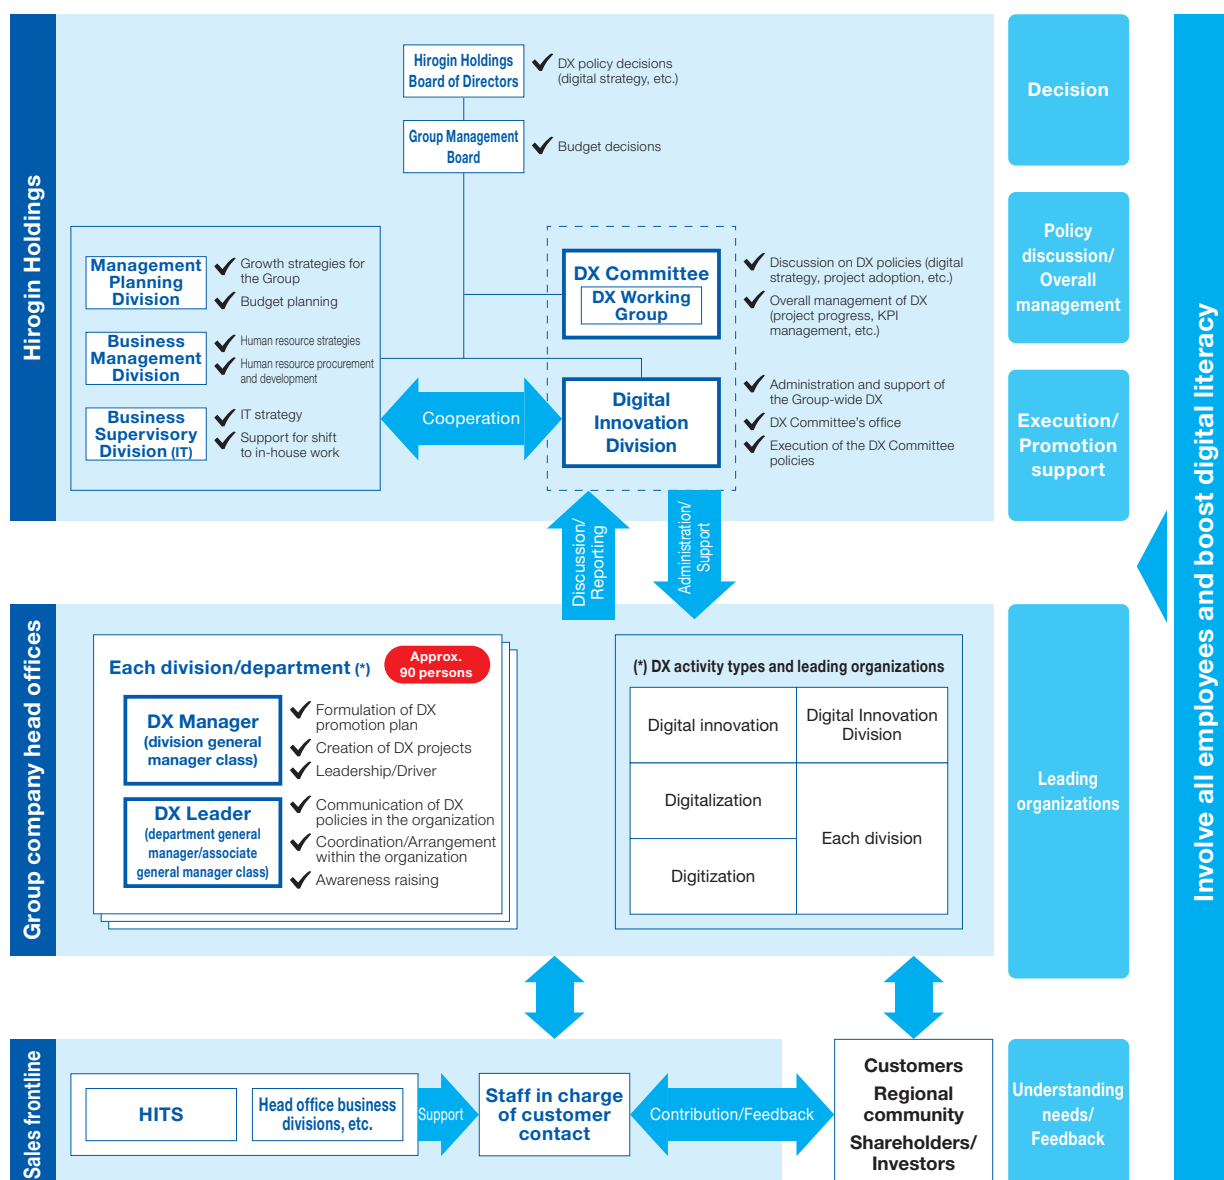 Hirogin Holdings
Hirogin Holdings
Board of Directors
DX policy decisions
(digital strategy, etc.)
Group Management
Board
Budget decisions
Decision
Management
Planning
Division
Growth strategies for
the Group
Budget planning
Business
Management
Division
Human resource strategies
Human resource procurement
and development
Business
Supervisory
Division (IT)
IT strategy
Support for shift
to in-house work
Cooperation
DX Committee
DX Working
Group
Discussion on DX policies (digital
strategy, project adoption, etc.)
Overall management of DX
(project progress, KPI
management, etc.)
Digital
Innovation
Division
Administration and support of
the Group-wide DX
DX Committee's office
Execution of the DX Committee
policies
Policy
discussion/
Overall
management
Execution/
Promotion
support
Discussion/
Reporting
Administration/
Support
Involve all employees and boost digital literacy
Group company head offices
Each division/department (*)
Approx.
90 persons
DX Manager
(division general
manager class)
Formulation of DX
promotion plan
Creation of DX projects
Leadership/Driver
DX Leader
(department general
manager/associate
general manager class)
Communication of DX
policies in the organization
Coordination/Arrangement
within the organization
Awareness raising
(*) DX activity types and leading organizations
Digital innovation
Digital Innovation
Division
Digitalization
Each division
Digitization
Leading
organizations
Sales frontline
HITS
Head office business
divisions, etc.
Support
Staff in charge
of customer
contact
Contribution/Feedback
Customers
Regional
community
Shareholders/
Investors
Understanding
needs/
Feedback